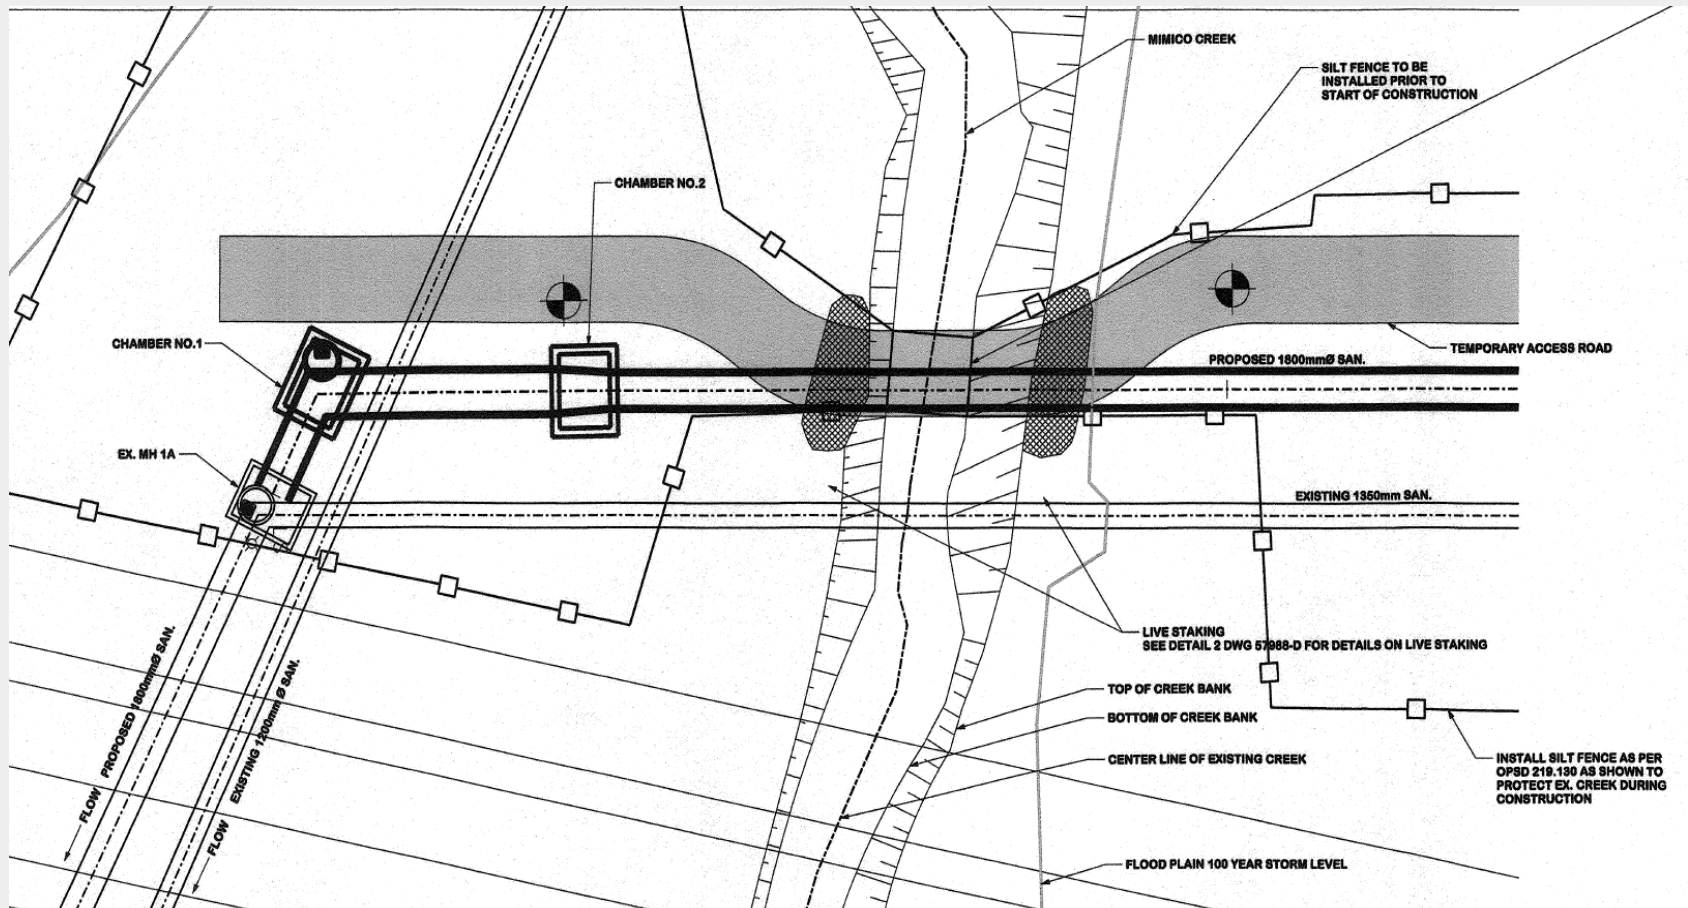 MIMICO CREEK
SILT FENCE TO BE
INSTALLED PRIOR TO
START OF CONSTRUCTION
CHAMBER NO.2
CHAMBER NO.1
TEMPORARY ACCESS ROAD
PROPOSED 1800mmØ SAN.
EX. MH 1A
EXISTING 1350mm SAN.
LIVE STAKING
SEE DETAIL 2 DWG 57988-D FOR DETAILS ON LIVE STAKING
TOP OF CREEK BANK
BOTTOM OF CREEK BANK
CENTER LINE OF EXISTING CREEK
INSTALL SILT FENCE AS PER
OPSD 219.130 AS SHOWN TO
PROTECT EX. CREEK DURING
CONSTRUCTION
FLOW PROPOSED 1800mmØ SAN.
FLOW EXISTING 1200mm Ø SAN.
FLOOD PLAIN 100 YEAR STORM LEVEL